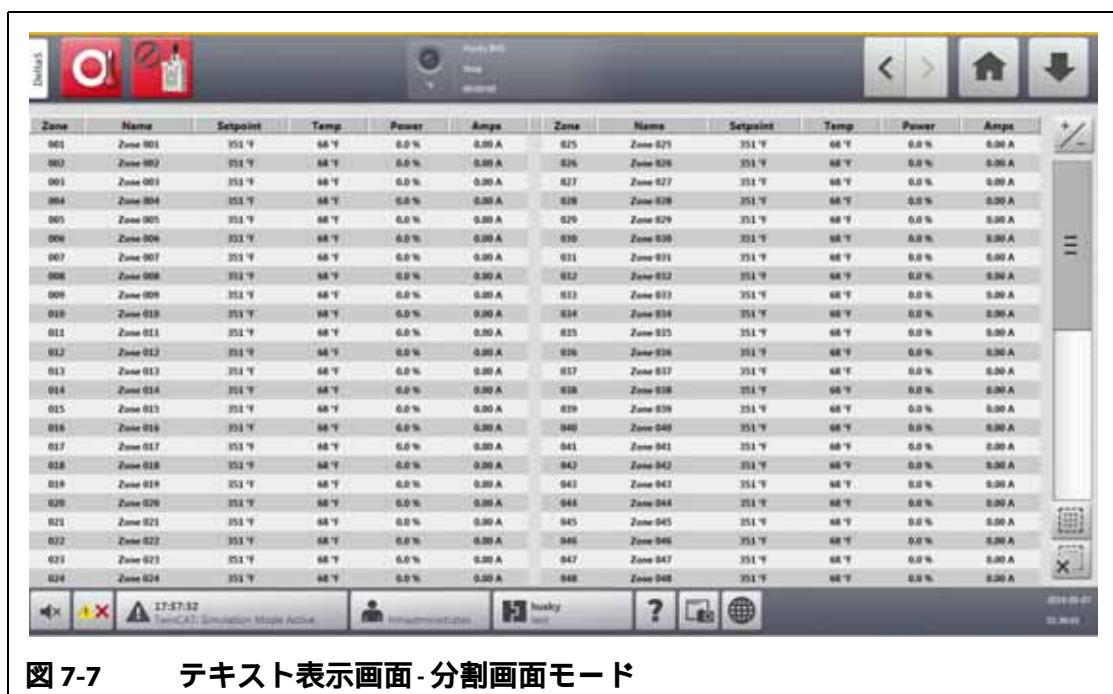 DeltaS
Zone Name Setpoint Temp Power Amps Zone Name Setpoint Temp Power Amps
001 Zone 001 351 °F 68 °F 0.0 % 0.00 A 025 Zone 025 351 °F 68 °F 0.0 % 0.00 A
002 Zone 002 351 °F 68 °F 0.0 % 0.00 A 026 Zone 026 351 °F 68 °F 0.0 % 0.00 A
003 Zone 003 351 °F 68 °F 0.0 % 0.00 A 027 Zone 027 351 °F 68 °F 0.0 % 0.00 A
004 Zone 004 351 °F 68 °F 0.0 % 0.00 A 028 Zone 028 351 °F 68 °F 0.0 % 0.00 A
005 Zone 005 351 °F 68 °F 0.0 % 0.00 A 029 Zone 029 351 °F 68 °F 0.0 % 0.00 A
006 Zone 006 351 °F 68 °F 0.0 % 0.00 A 030 Zone 030 351 °F 68 °F 0.0 % 0.00 A
007 Zone 007 351 °F 68 °F 0.0 % 0.00 A 031 Zone 031 351 °F 68 °F 0.0 % 0.00 A
008 Zone 008 351 °F 68 °F 0.0 % 0.00 A 032 Zone 032 351 °F 68 °F 0.0 % 0.00 A
009 Zone 009 351 °F 68 °F 0.0 % 0.00 A 033 Zone 033 351 °F 68 °F 0.0 % 0.00 A
010 Zone 010 351 °F 68 °F 0.0 % 0.00 A 034 Zone 034 351 °F 68 °F 0.0 % 0.00 A
011 Zone 011 351 °F 68 °F 0.0 % 0.00 A 035 Zone 035 351 °F 68 °F 0.0 % 0.00 A
012 Zone 012 351 °F 68 °F 0.0 % 0.00 A 036 Zone 036 351 °F 68 °F 0.0 % 0.00 A
013 Zone 013 351 °F 68 °F 0.0 % 0.00 A 037 Zone 037 351 °F 68 °F 0.0 % 0.00 A
014 Zone 014 351 °F 68 °F 0.0 % 0.00 A 038 Zone 038 351 °F 68 °F 0.0 % 0.00 A
015 Zone 015 351 °F 68 °F 0.0 % 0.00 A 039 Zone 039 351 °F 68 °F 0.0 % 0.00 A
016 Zone 016 351 °F 68 °F 0.0 % 0.00 A 040 Zone 040 351 °F 68 °F 0.0 % 0.00 A
017 Zone 017 351 °F 68 °F 0.0 % 0.00 A 041 Zone 041 351 °F 68 °F 0.0 % 0.00 A
018 Zone 018 351 °F 68 °F 0.0 % 0.00 A 042 Zone 042 351 °F 68 °F 0.0 % 0.00 A
019 Zone 019 351 °F 68 °F 0.0 % 0.00 A 043 Zone 043 351 °F 68 °F 0.0 % 0.00 A
020 Zone 020 351 °F 68 °F 0.0 % 0.00 A 044 Zone 044 351 °F 68 °F 0.0 % 0.00 A
021 Zone 021 351 °F 68 °F 0.0 % 0.00 A 045 Zone 045 351 °F 68 °F 0.0 % 0.00 A
022 Zone 022 351 °F 68 °F 0.0 % 0.00 A 046 Zone 046 351 °F 68 °F 0.0 % 0.00 A
023 Zone 023 351 °F 68 °F 0.0 % 0.00 A 047 Zone 047 351 °F 68 °F 0.0 % 0.00 A
024 Zone 024 351 °F 68 °F 0.0 % 0.00 A 048 Zone 048 351 °F 68 °F 0.0 % 0.00 A
17:57:32
TwinCAT: Simulation Mode Active
husky
test
図 7-7 テキスト表示画面 - 分割画面モード